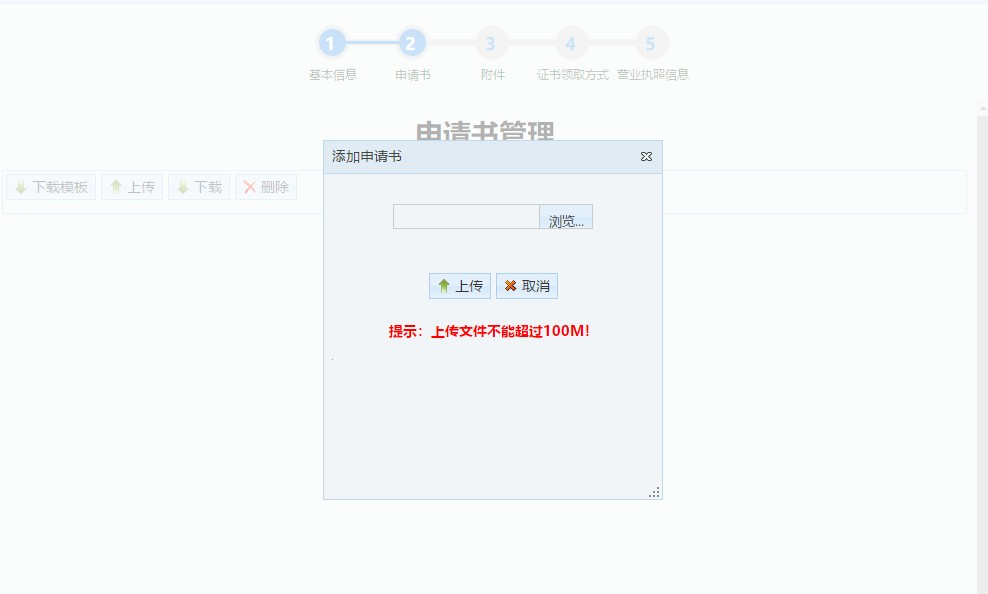 1 2 3 4 5
基本信息 申请书 附件 证书领取方式 营业执照信息
申请书管理
添加申请书
下载模板 上传 下载 删除
浏览...
上传 取消
提示：上传文件不能超过100M！